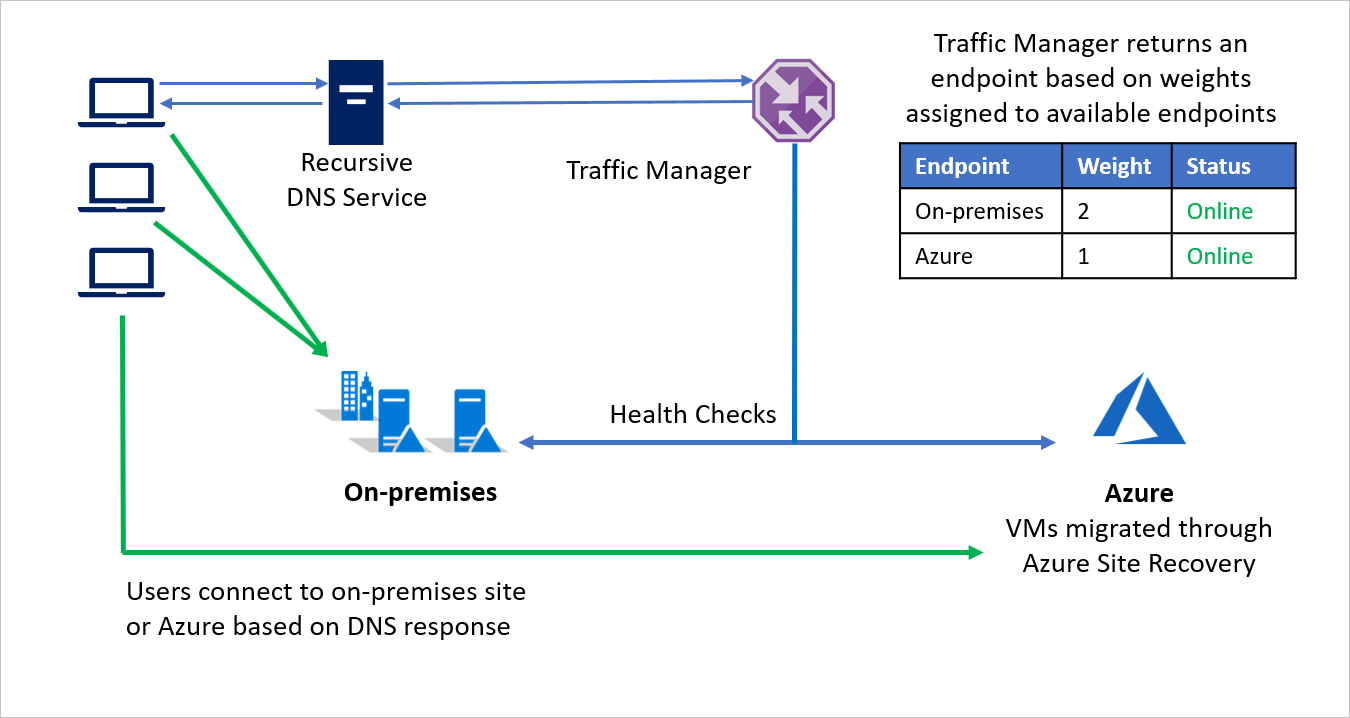 Traffic Manager returns an
endpoint based on weights
assigned to available endpoints
Endpoint Weight Status
On-premises 2 Online
Azure 1 Online
Recursive
DNS Service
Traffic Manager
Health Checks
On-premises
Azure
VMs migrated through
Azure Site Recovery
Users connect to on-premises site
or Azure based on DNS response